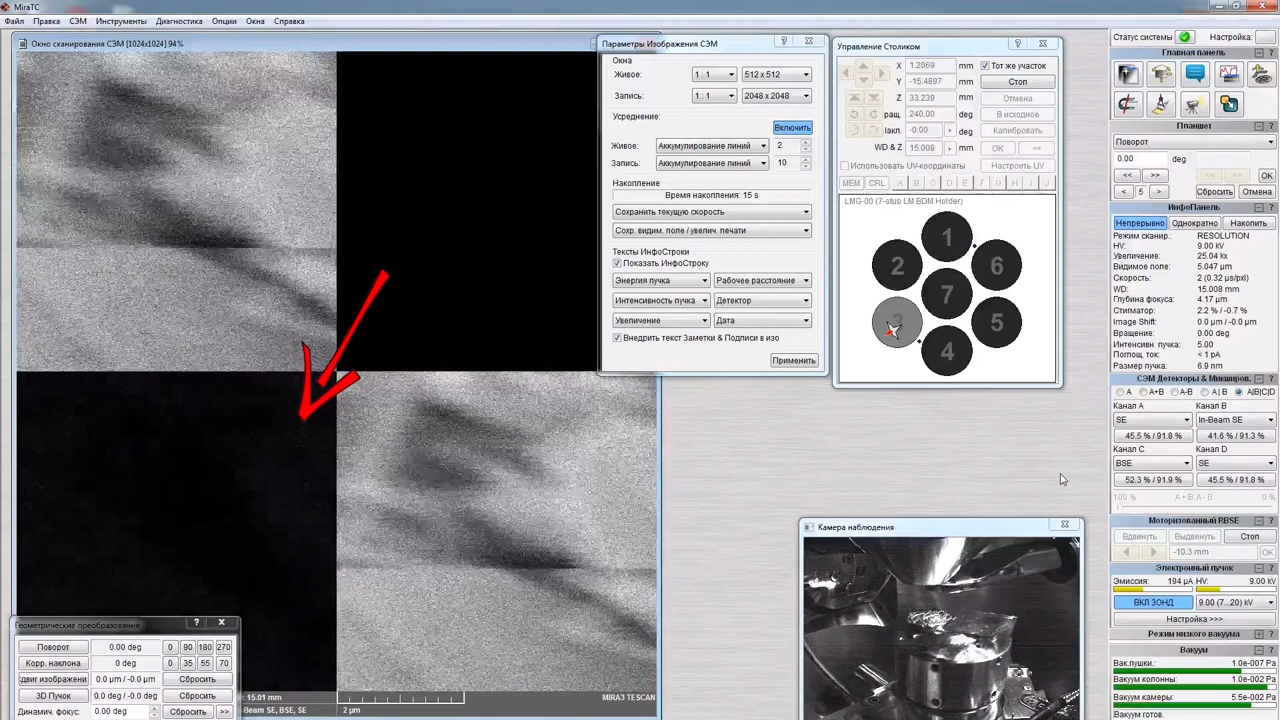 MiraTC
Файл Правка СЭМ Инструменты Диагностика Опции Окна Справка
Окно сканирования СЭМ [1024x1024] 94%
Параметры Изображения СЭМ
Окна
Живое: 1 : 1 512 x 512
Запись: 1 : 1 2048 x 2048
Усреднение:
Включить
Живое: Аккумулирование линий 2
Запись: Аккумулирование линий 10
Накопление
Время накопления: 15 s
Сохранить текущую скорость
Сохр. видим. поле / увелич. печати
Тексты ИнфоСтроки
Показать ИнфоСтроку
Энергия пучка Рабочее расстояние
Интенсивность пучка Детектор
Увеличение Дата
Внедрить текст Заметки & Подписи в изо
Применить
Управление Столиком
X 1.2069 mm Тот же участок
Y -15.4897 mm Стоп
Z 33.239 mm Отмена
ращ. 240.00 deg В исходное
акл. -0.00 deg Калибровать
WD & Z 15.008 mm OK <<
Использовать UV-координаты Настроить UV
MEM CRL A B C D E F G H I J
LMG-00 (7-stub LM BDM Holder)
1
2 6
7
3 5
4
Камера наблюдения
Геометрические преобразования
Поворот 0.00 deg 0 90 180 270
Корр. наклона 0 deg 0 35 55 70
двиг изображени 0.0 µm / -0.0 µm Сбросить
3D Пучок 0.0 deg / -0.0 deg Сбросить
Динамич. фокус: 0.00 deg Сбросить >>
: 15.01 mm MIRA3 TESCAN
-Beam SE, BSE, SE 2 µm
Статус системы Настройка:
Главная панель
Планшет
Поворот
0.00 deg
<< >> << >> OK
< 5 > Сбросить Отмена
ИнфоПанель
Непрерывно Однократно Накопить
Режим сканир.: RESOLUTION
HV: 9.00 kV
Увеличение: 25.04 kx
Видимое поле: 5.047 µm
Скорость: 2 (0.32 µs/pxl)
WD: 15.008 mm
Глубина фокуса: 4.17 µm
Стигматор: 2.2 % / -0.7 %
Image Shift: 0.0 µm / -0.0 µm
Вращение: 0.00 deg
Интенсивн. пучка: 5.00
Поглощ. ток: < 1 pA
Размер пучка: 6.9 nm
СЭМ Детекторы & Микширов.
A A+B A-B A|B A|B|C|D
Канал A Канал B
SE In-Beam SE
45.5 % / 91.8 % 41.6 % / 91.3 %
Канал C Канал D
BSE SE
52.3 % / 91.9 % 45.5 % / 91.8 %
100 % A + B, A - B 0 %
Моторизованный RBSE
Вдвинуть Выдвинуть Стоп
-10.3 mm OK
Электронный пучок
Эмиссия: 194 µA HV: 9.00 kV
ВКЛ ЗОНД 9.00 (7...20) kV
Настройка >>>
Режим низкого вакуума
Вакуум
Вак.пушки.: 1.0e-007 Pa
Вакуум колонны: 1.0e-002 Pa
Вакуум камеры: 5.5e-002 Pa
Вакуум готов.